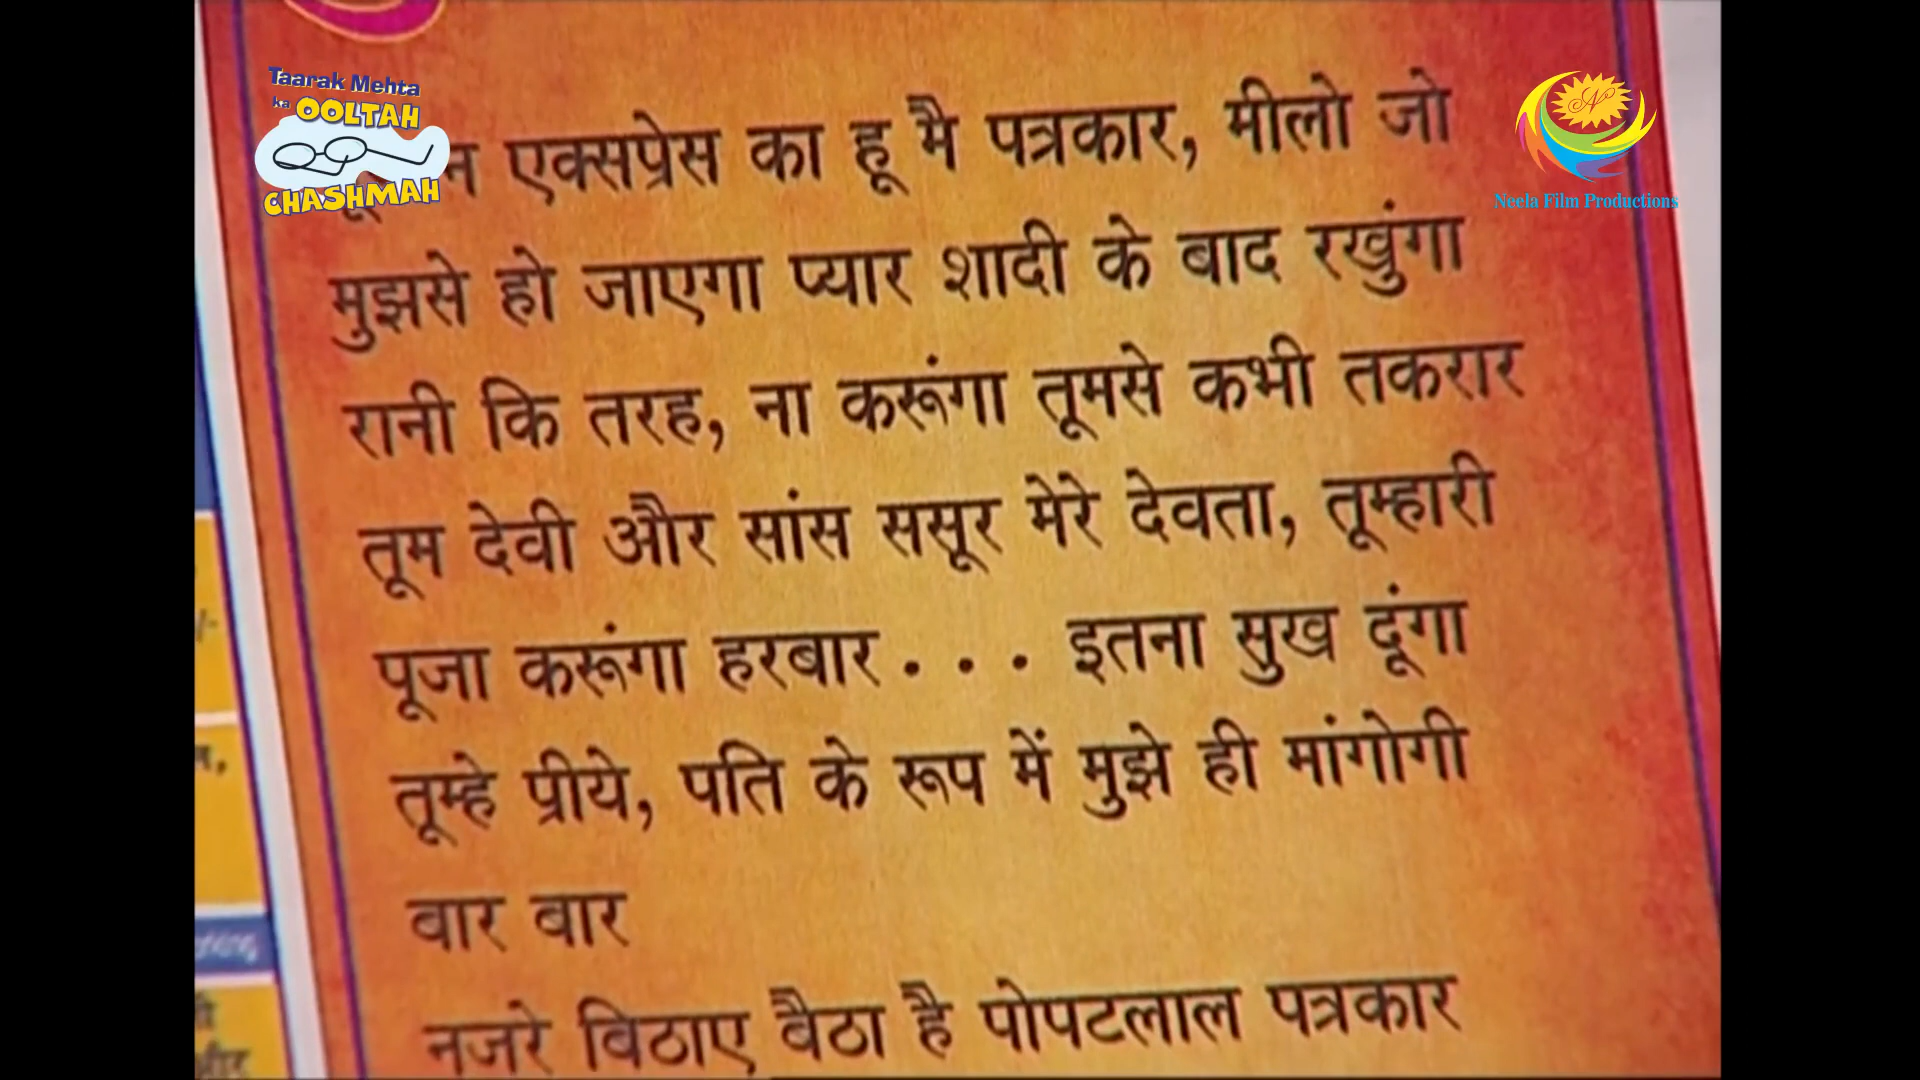 Taarak Mehta
ka OOLTAH
CHASHMAH
Neela Film Productions
एक्सप्रेस का हू मै पत्रकार, मीलो जो
मुझसे हो जाएगा प्यार शादी के बाद रखुंगा
रानी कि तरह, ना करूंगा तूमसे कभी तकरार
तूम देवी और सांस ससूर मेरे देवता, तूम्हारी
पूजा करूंगा हरबार . . . इतना सुख दूंगा
तूम्हे प्रीये, पति के रूप में मुझे ही मांगोगी
बार बार
नजरे बिठाए बैठा है पोपटलाल पत्रकार